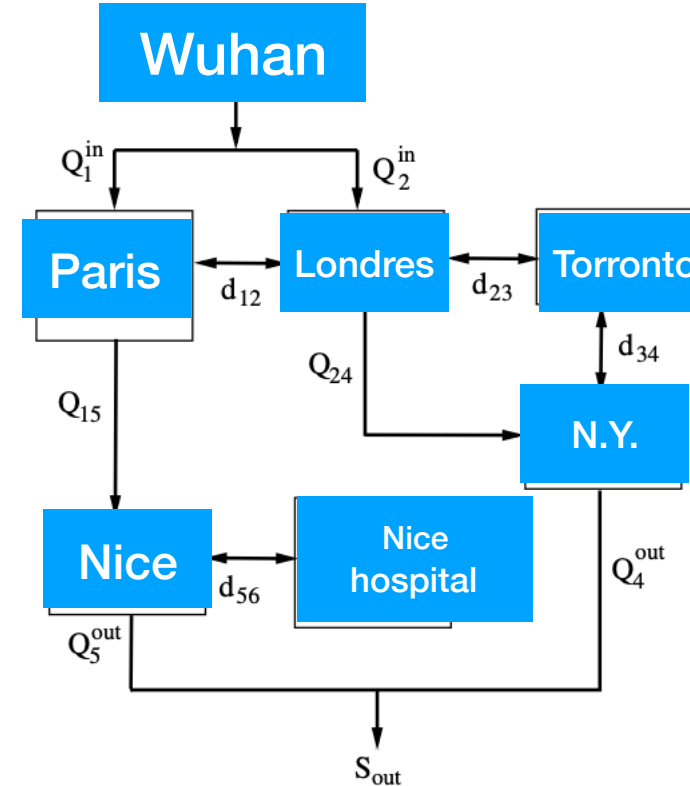 Wuhan
Q₁ⁱⁿ
Q₂ⁱⁿ
Paris
Londres
Torronto
d₁₂
d₂₃
d₃₄
Q₂₄
Q₁₅
N.Y.
Nice
Nice
hospital
d₅₆
Q₄ᵒᵘᵗ
Q₅ᵒᵘᵗ
Sₒᵤₜ